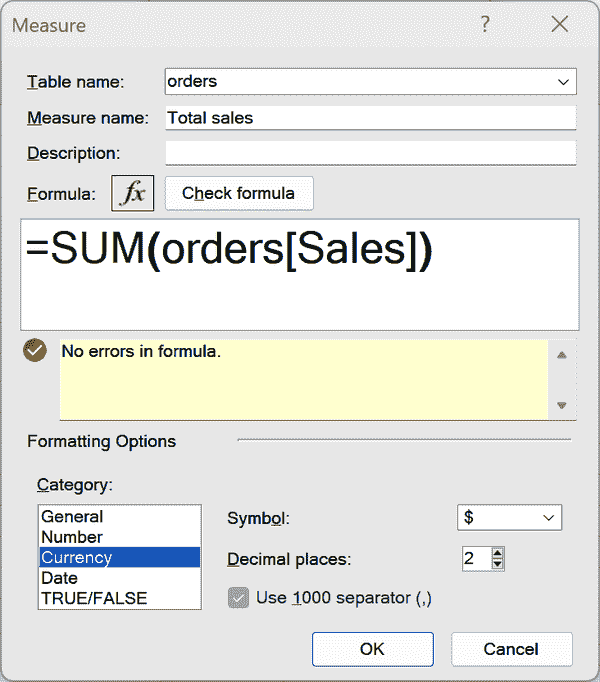 Measure ?
Table name: orders
Measure name: Total sales
Description:
Formula: fx Check formula
=SUM(orders[Sales])
No errors in formula.
Formatting Options
Category:
General
Number
Currency
Date
TRUE/FALSE
Symbol: $
Decimal places: 2
Use 1000 separator (,)
OK Cancel